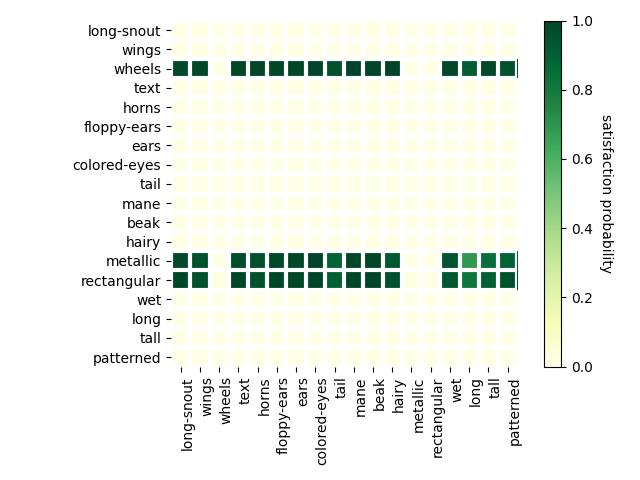 long-snout
wings
wheels
text
horns
floppy-ears
ears
colored-eyes
tail
mane
beak
hairy
metallic
rectangular
wet
long
tall
patterned
long-snout
wings
wheels
text
horns
floppy-ears
ears
colored-eyes
tail
mane
beak
hairy
metallic
rectangular
wet
long
tall
patterned
1.0
0.8
0.6
0.4
0.2
0.0
satisfaction probability